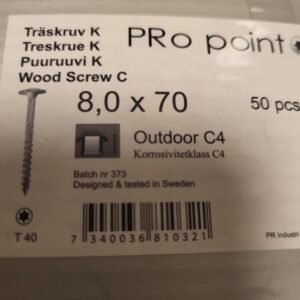 Träskruv K
Treskrue K
Puuruuvi K
Wood Screw C
PRo point
8,0 x 70
50 pcs
Outdoor C4
Korrosivitetklass C4
Batch nr 373
Designed & tested in Sweden
T 40
7 340036 810321
PR Industri